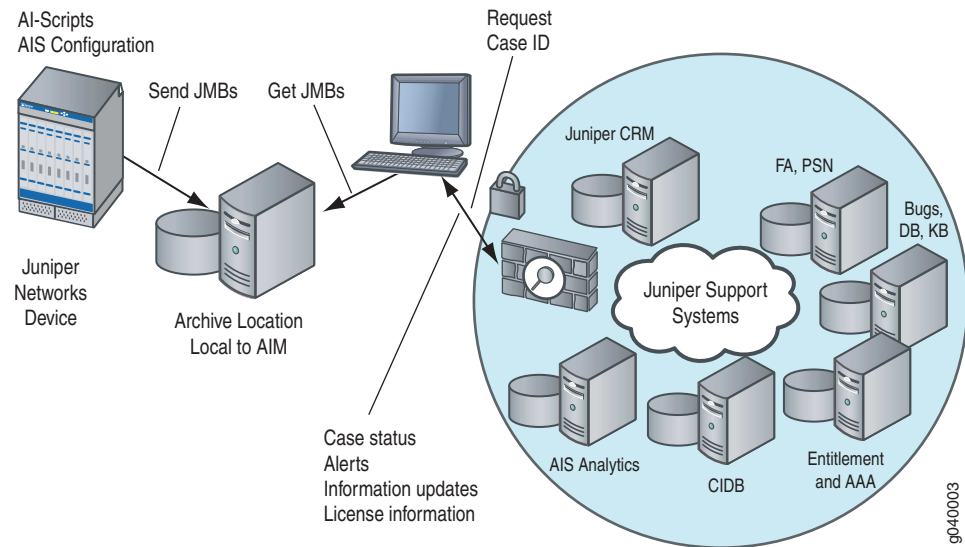 AI-Scripts
AIS Configuration
Send JMBs
Get JMBs
Request
Case ID
Juniper
Networks
Device
Archive Location
Local to AIM
Case status
Alerts
Information updates
License information
Juniper CRM
FA, PSN
Bugs,
DB, KB
Juniper Support
Systems
AIS Analytics
CIDB
Entitlement
and AAA
g040003